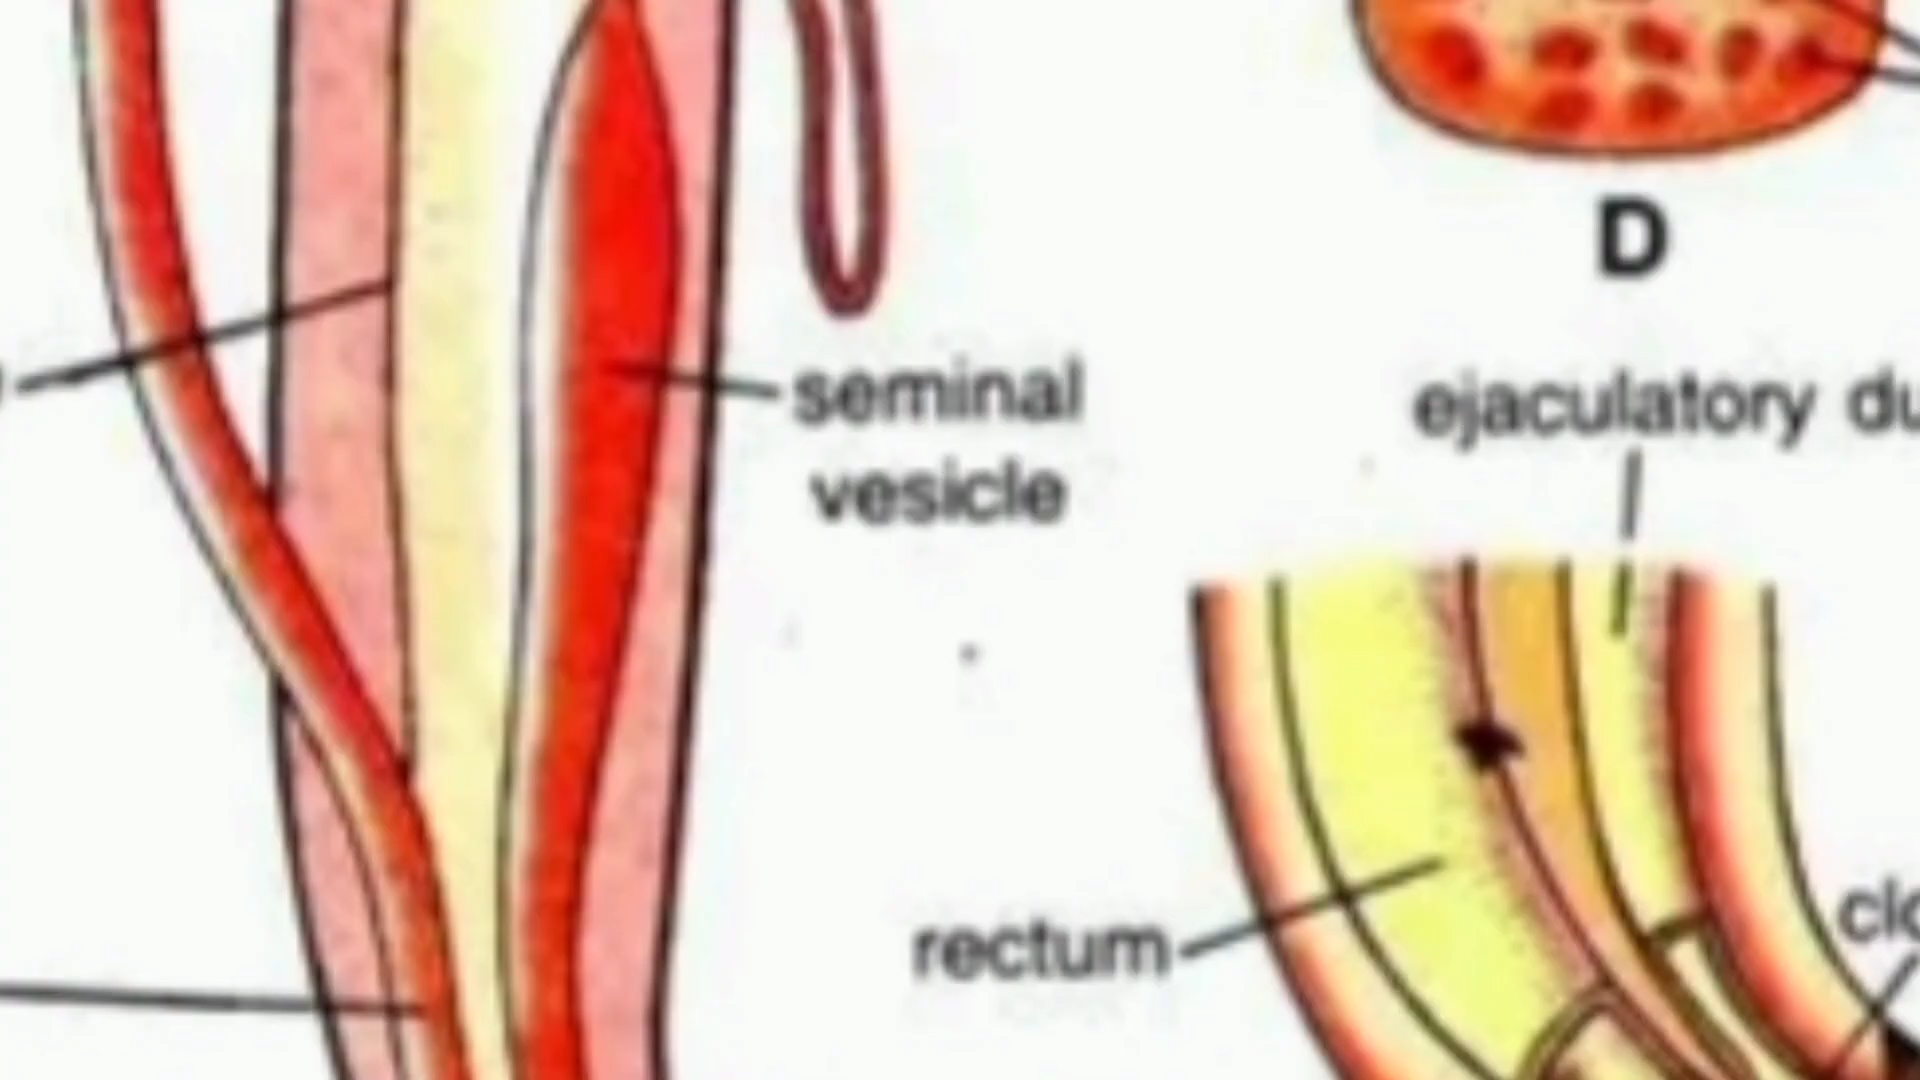 D
seminal
vesicle
ejaculatory
rectum